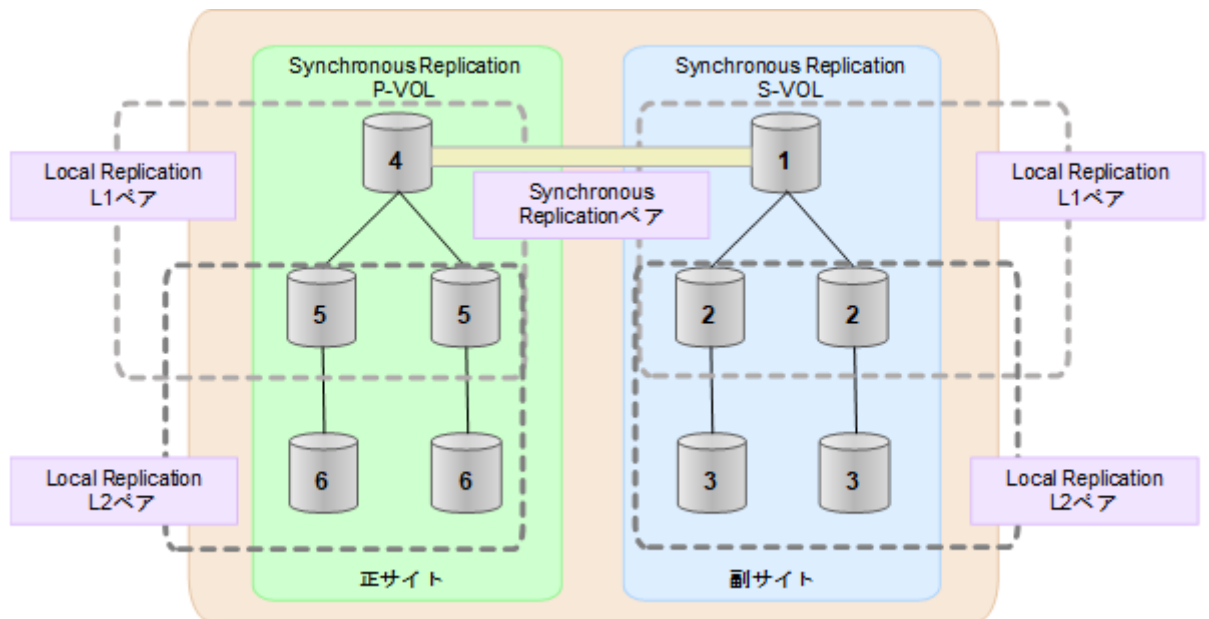 Synchronous Replication
P-VOL
Synchronous Replication
S-VOL
4
1
Local Replication
L1ペア
Synchronous
Replicationペア
Local Replication
L1ペア
5
5
2
2
6
6
3
3
Local Replication
L2ペア
Local Replication
L2ペア
正サイト
副サイト